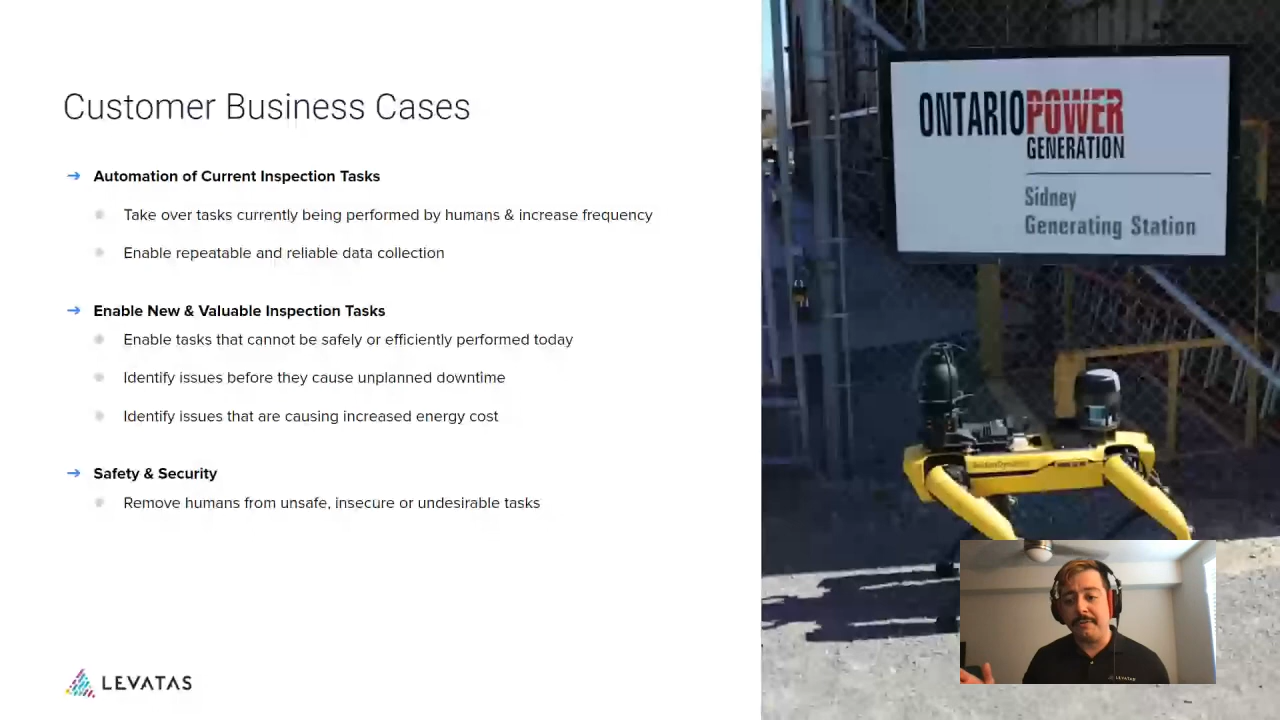 Customer Business Cases
→ Automation of Current Inspection Tasks
Take over tasks currently being performed by humans & increase frequency
Enable repeatable and reliable data collection
→ Enable New & Valuable Inspection Tasks
Enable tasks that cannot be safely or efficiently performed today
Identify issues before they cause unplanned downtime
Identify issues that are causing increased energy cost
→ Safety & Security
Remove humans from unsafe, insecure or undesirable tasks
LEVATAS
ONTARIOPOWER
GENERATION
Sidney
Generating Station
BostonDynamics
LEVATAS